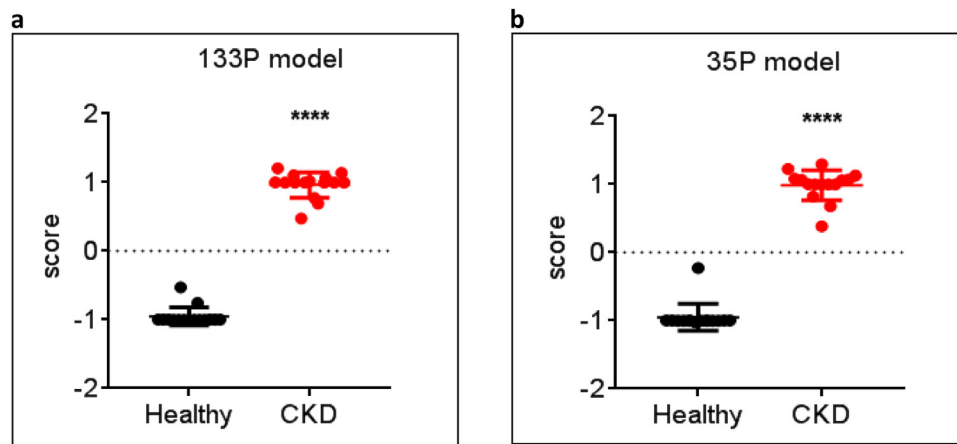 a
133P model
****
2
1
0
-1
-2
score
Healthy
CKD
b
35P model
****
2
1
0
-1
-2
score
Healthy
CKD